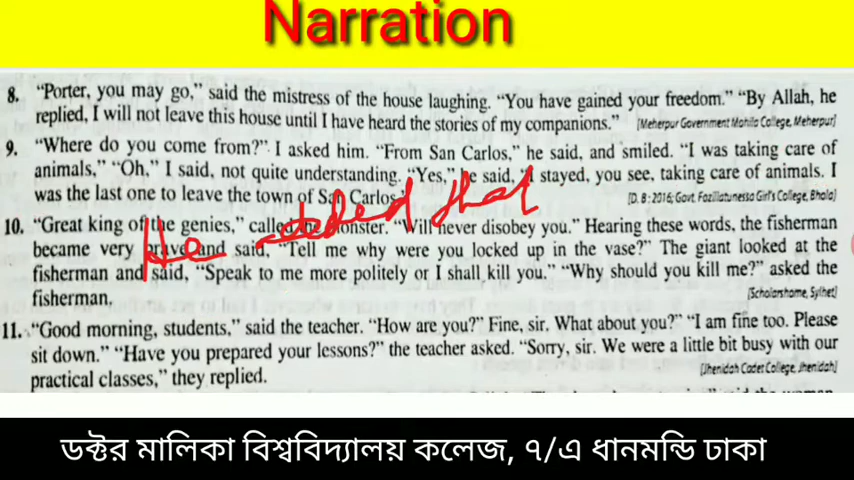 Narration
8. “Porter, you may go,” said the mistress of the house laughing. “You have gained your freedom.” “By Allah, he
replied, I will not leave this house until I have heard the stories of my companions.” [Meherpur Government Mohila College, Meherpur]
9. “Where do you come from?” I asked him. “From San Carlos,” he said, and smiled. “I was taking care of
animals,” “Oh,” I said, not quite understanding. “Yes,” he said, “I stayed, you see, taking care of animals. I
was the last one to leave the town of San Carlos.” [D. B: 2016; Govt. Fazilatunessa Girl's College, Bhola]
He added that
10. “Great king of the genies,” called the monster. “Will never disobey you.” Hearing these words, the fisherman
became very brave and said, “Tell me why were you locked up in the vase?” The giant looked at the
fisherman and said, “Speak to me more politely or I shall kill you.” “Why should you kill me?” asked the
fisherman. [Scholarshome, Sylhet]
11. “Good morning, students,” said the teacher. “How are you?” Fine, sir. What about you?” “I am fine too. Please
sit down.” “Have you prepared your lessons?” the teacher asked. “Sorry, sir. We were a little bit busy with our
practical classes,” they replied. [Jhenidah Cadet College, Jhenidah]
ডক্টর মালিকা বিশ্ববিদ্যালয় কলেজ, ৭/এ ধানমন্ডি ঢাকা